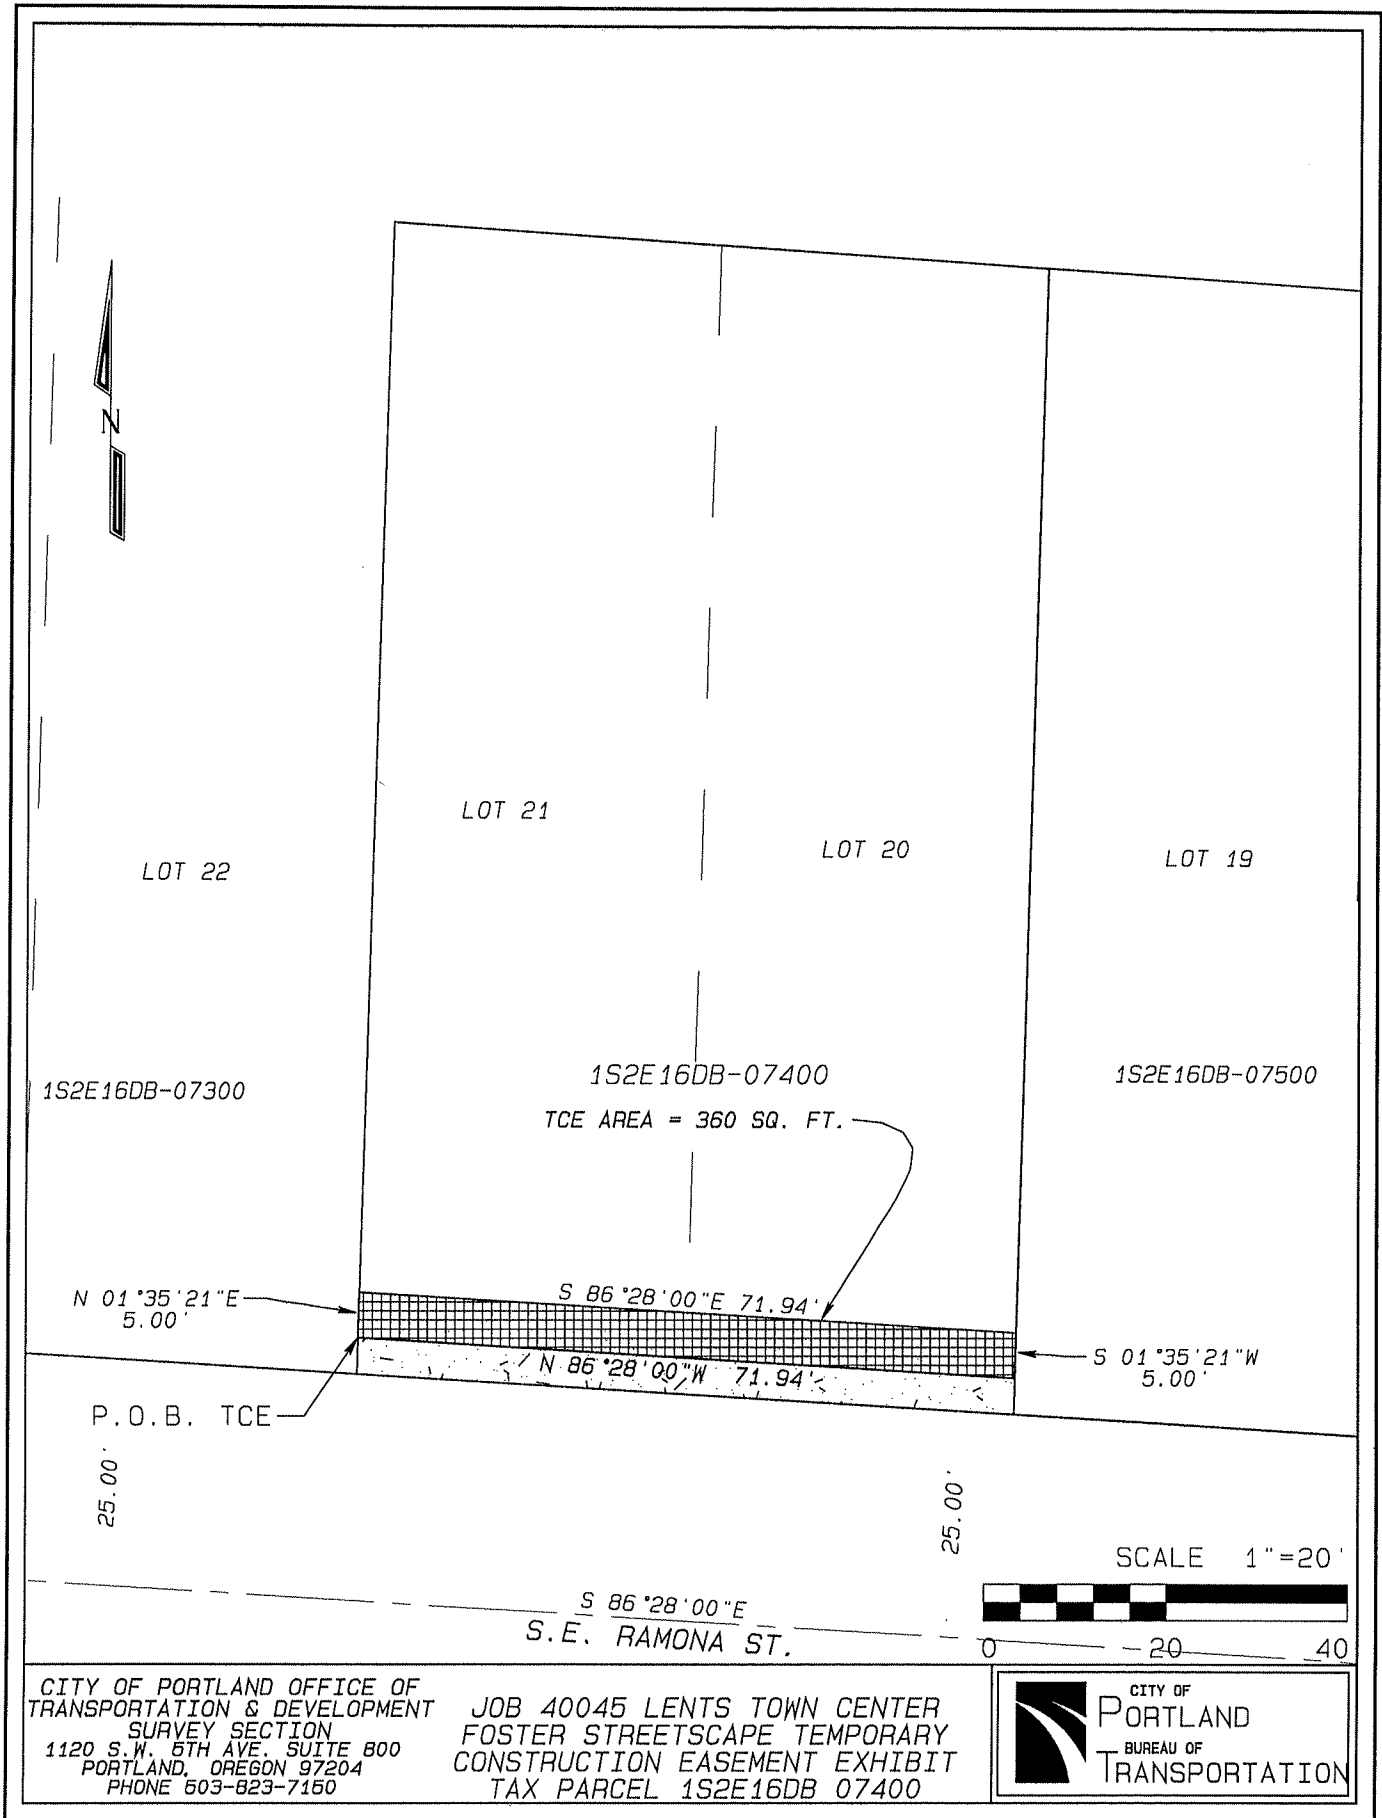 N
LOT 21
LOT 20
LOT 19
LOT 22
1S2E16DB-07300
1S2E16DB-07400
1S2E16DB-07500
TCE AREA = 360 SQ. FT.
N 01°35'21"E
5.00'
S 86°28'00"E 71.94'
N 86°28'00"W 71.94'
S 01°35'21"W
5.00'
P.O.B. TCE
25.00'
25.00'
SCALE 1"=20'
S 86°28'00"E
S.E. RAMONA ST.
0 20 40
CITY OF PORTLAND OFFICE OF
TRANSPORTATION & DEVELOPMENT
SURVEY SECTION
1120 S.W. 5TH AVE. SUITE 800
PORTLAND, OREGON 97204
PHONE 503-823-7150
JOB 40045 LENTS TOWN CENTER
FOSTER STREETSCAPE TEMPORARY
CONSTRUCTION EASEMENT EXHIBIT
TAX PARCEL 1S2E16DB 07400
CITY OF
PORTLAND
BUREAU OF
TRANSPORTATION